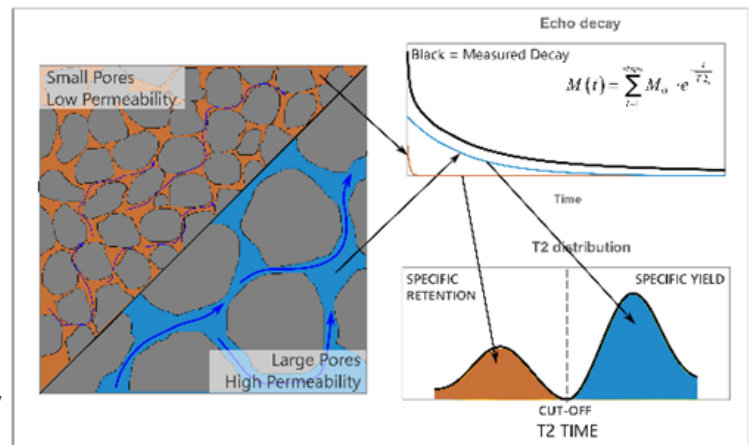 Small Pores
Low Permeability
Large Pores
High Permeability
Echo decay
Black = Measured Decay
M(t) = ∑ M₀ · e
Time
T2 distribution
SPECIFIC
RETENTION
SPECIFIC YIELD
CUT-OFF
T2 TIME